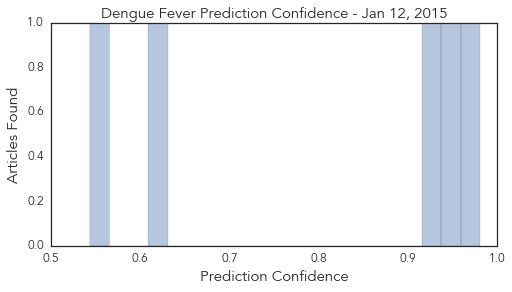 Dengue Fever Prediction Confidence - Jan 12, 2015
1.0
0.8
0.6
0.4
0.2
0.0
Articles Found
0.5 0.6 0.7 0.8 0.9 1.0
Prediction Confidence